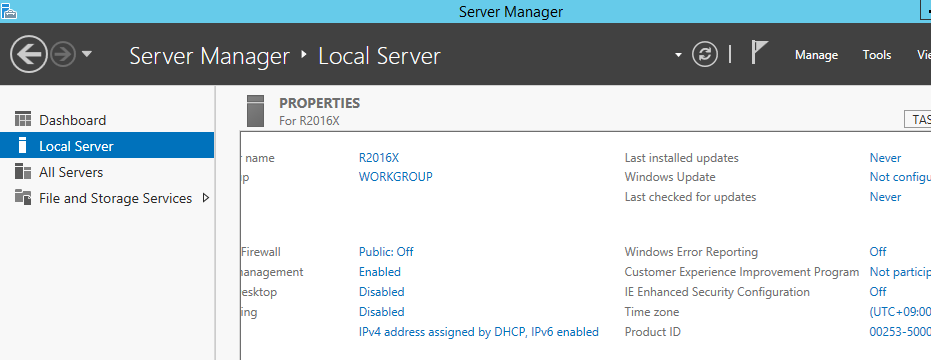 Server Manager
Server Manager ‣ Local Server
Manage Tools
Dashboard
Local Server
All Servers
File and Storage Services
PROPERTIES
For R2016X
TAS
name R2016X
WORKGROUP
Last installed updates Never
Windows Update Not configu
Last checked for updates Never
Firewall Public: Off
nagement Enabled
esktop Disabled
ing Disabled
IPv4 address assigned by DHCP, IPv6 enabled
Windows Error Reporting Off
Customer Experience Improvement Program Not particip
IE Enhanced Security Configuration Off
Time zone (UTC+09:00
Product ID 00253-5000